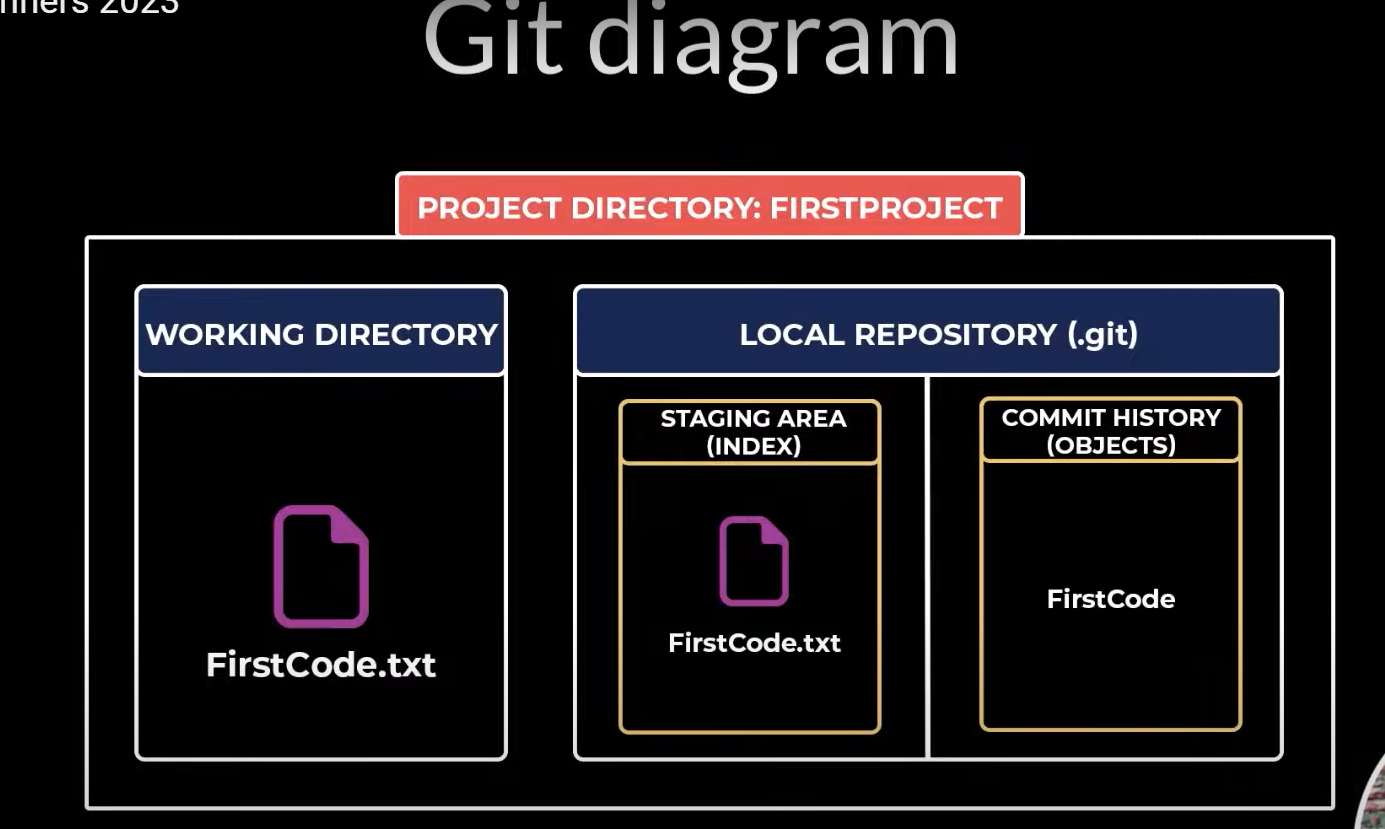 2023
Git diagram
PROJECT DIRECTORY: FIRSTPROJECT
WORKING DIRECTORY
LOCAL REPOSITORY (.git)
STAGING AREA
(INDEX)
COMMIT HISTORY
(OBJECTS)
FirstCode.txt
FirstCode.txt
FirstCode